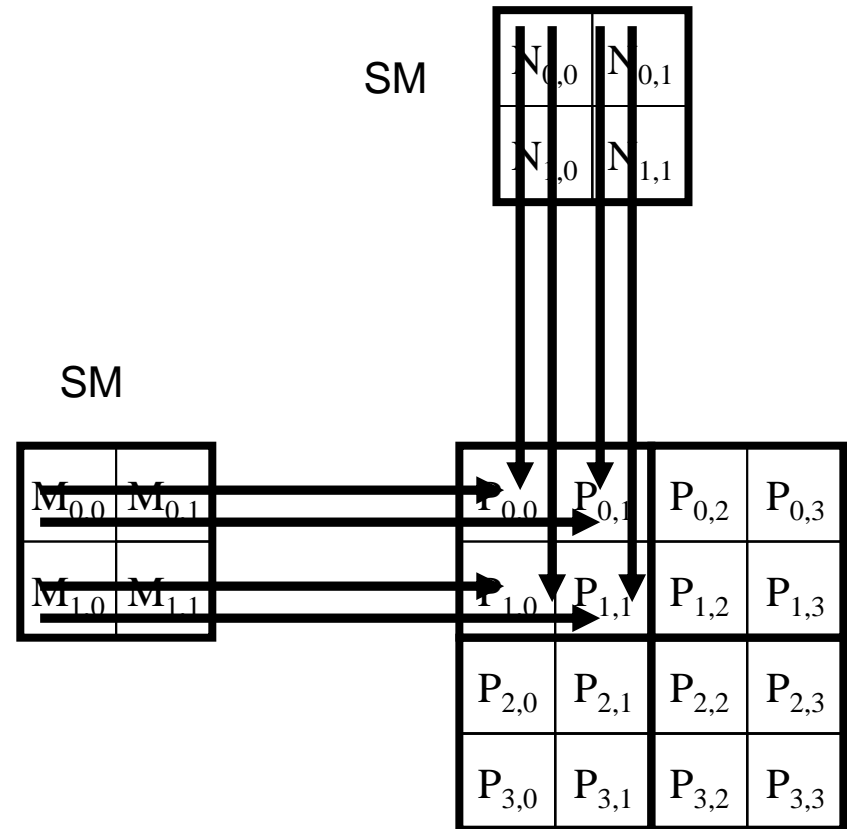 SM
N0,0 N0,1
N1,0 N1,1
SM
M0,0 M0,1
M1,0 M1,1
P0,0 P0,1 P0,2 P0,3
P1,0 P1,1 P1,2 P1,3
P2,0 P2,1 P2,2 P2,3
P3,0 P3,1 P3,2 P3,3